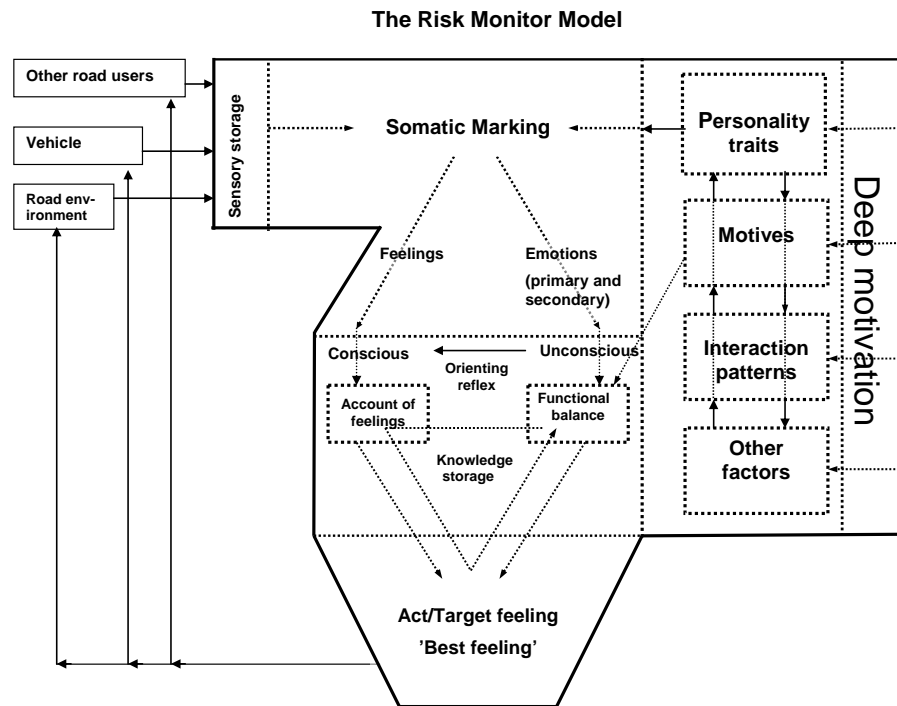 The Risk Monitor Model
Other road users
Vehicle
Road en-
vironment
Sensory storage
Somatic Marking
Personality
traits
Deep motivation
Motives
Feelings
Emotions
(primary and
secondary)
Interaction
patterns
Conscious
Unconscious
Orienting
reflex
Account of
feelings
Functional
balance
Other
factors
Knowledge
storage
Act/Target feeling
’Best feeling’